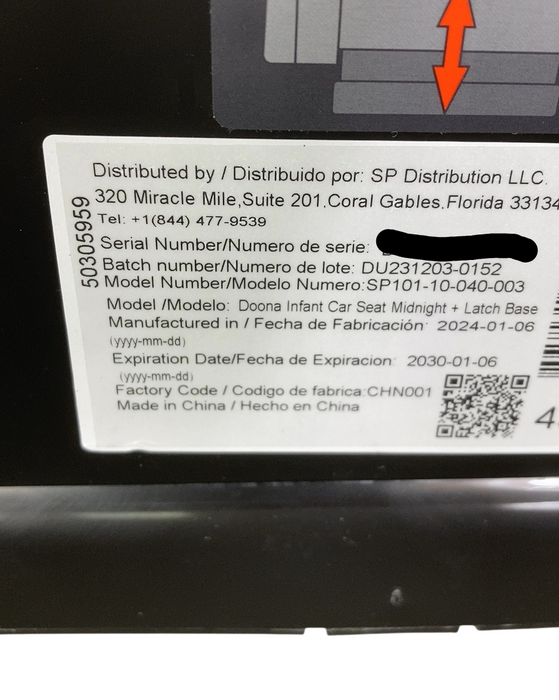 Distributed by / Distribuido por: SP Distribution LLC.
320 Miracle Mile,Suite 201,Coral Gables,Florida 33134
Tel: +1(844) 477-9539
Serial Number/Numero de serie:
Batch number/Numero de lote: DU231203-0152
Model Number/Modelo Numero:SP101-10-040-003
Model /Modelo: Doona Infant Car Seat Midnight + Latch Base
Manufactured in / Fecha de Fabricación: 2024-01-06
(yyyy-mm-dd)
Expiration Date/Fecha de Expiracion: 2030-01-06
(yyyy-mm-dd)
Factory Code / Codigo de fabrica:CHN001
Made in China / Hecho en China
50305959
4